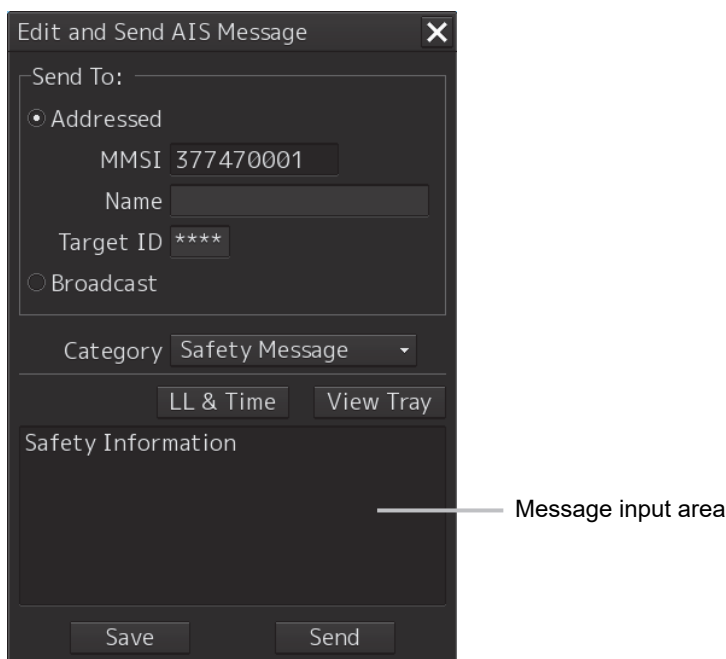 Edit and Send AIS Message
Send To:
Addressed
MMSI 377470001
Name
Target ID ****
Broadcast
Category Safety Message
LL & Time View Tray
Safety Information
Message input area
Save Send